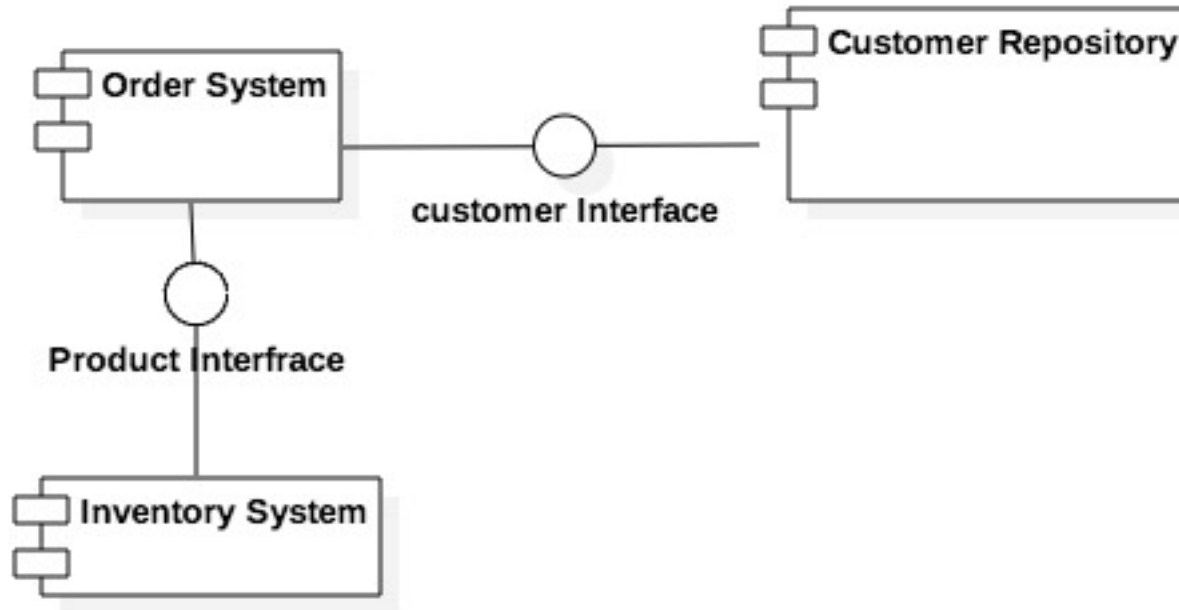 Customer Repository
Order System
customer Interface
Product Interfrace
Inventory System